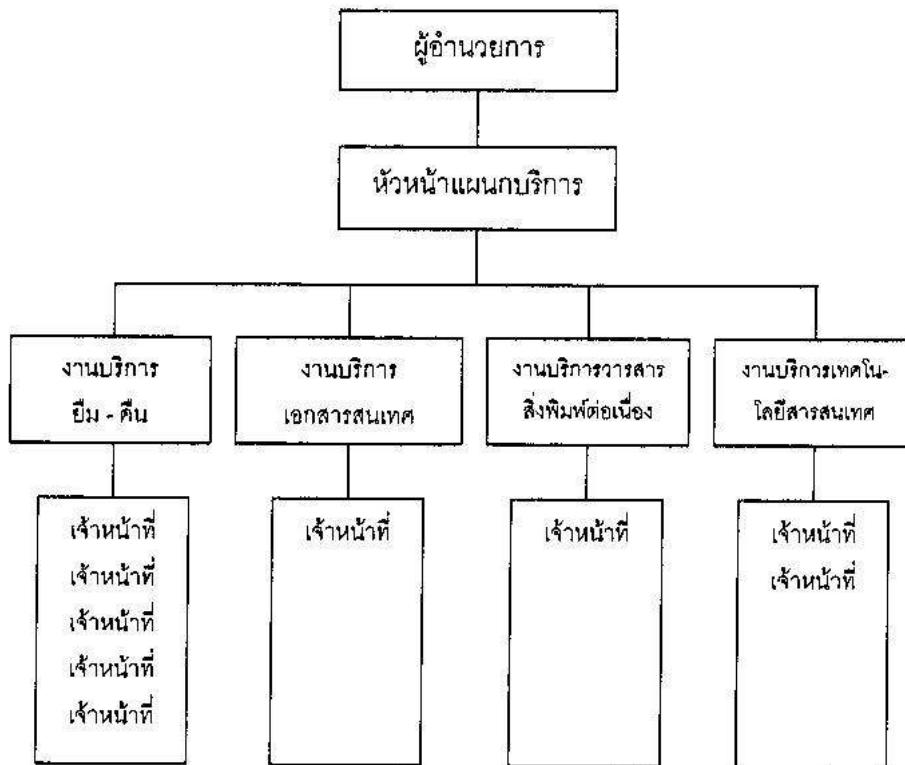 ผู้อำนวยการ
หัวหน้าแผนกบริการ
งานบริการ
ยืม - คืน
งานบริการ
เอกสารสนเทศ
งานบริการวารสาร
สิ่งพิมพ์ต่อเนื่อง
งานบริการเทคโน-
โลยีสารสนเทศ
เจ้าหน้าที่
เจ้าหน้าที่
เจ้าหน้าที่
เจ้าหน้าที่
เจ้าหน้าที่
เจ้าหน้าที่
เจ้าหน้าที่
เจ้าหน้าที่
เจ้าหน้าที่